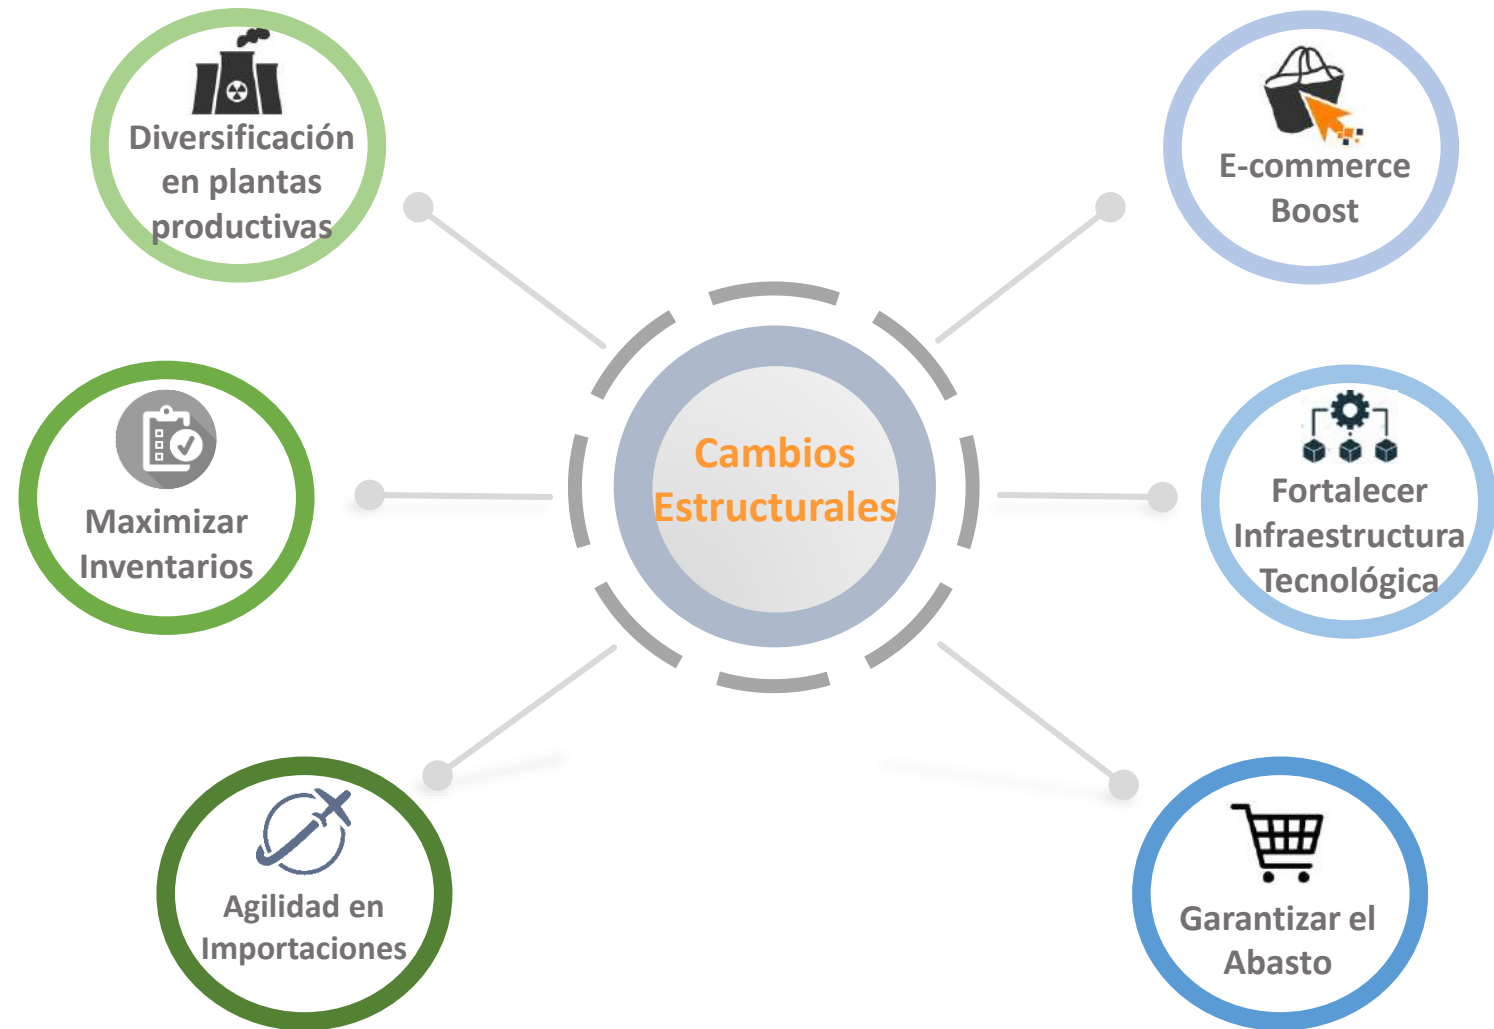 Diversificación
en plantas
productivas
E-commerce
Boost
Cambios
Estructurales
Maximizar
Inventarios
Fortalecer
Infraestructura
Tecnológica
Agilidad en
Importaciones
Garantizar el
Abasto